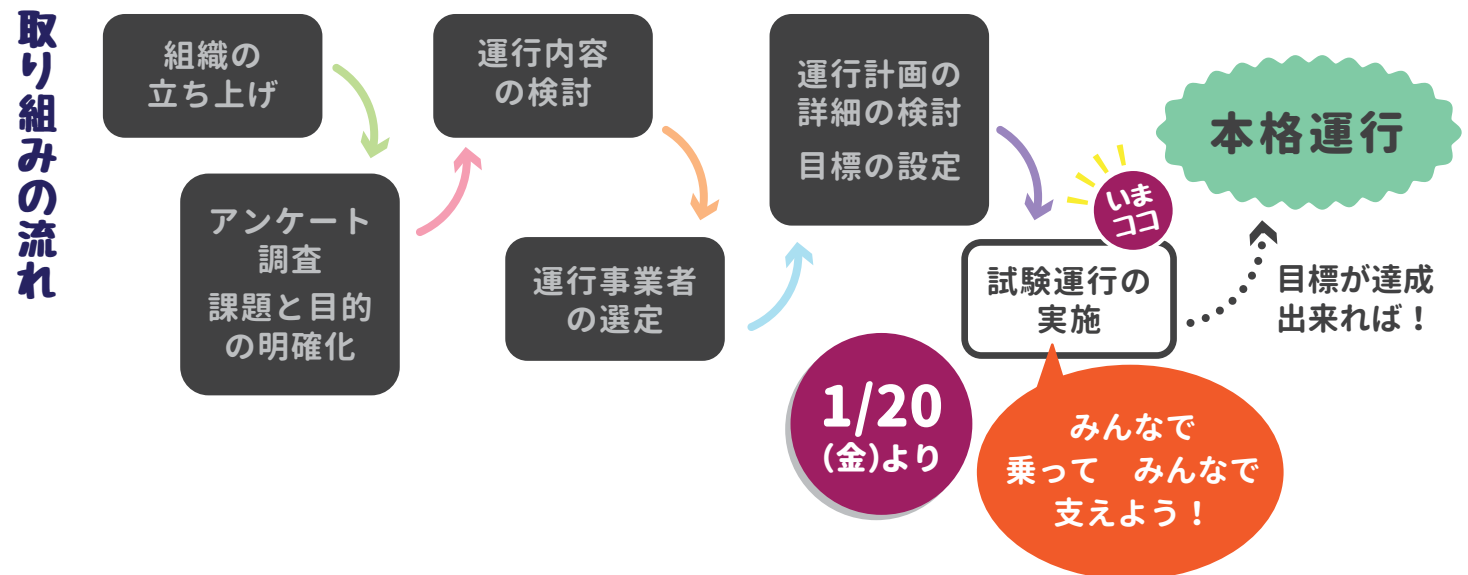 取り組みの流れ
組織の
立ち上げ
アンケート
調査
課題と目的
の明確化
運行内容
の検討
運行事業者
の選定
運行計画の
詳細の検討
目標の設定
いま
ココ
試験運行の
実施
1/20
(金)より
みんなで
乗って　みんなで
支えよう！
目標が達成
出来れば！
本格運行